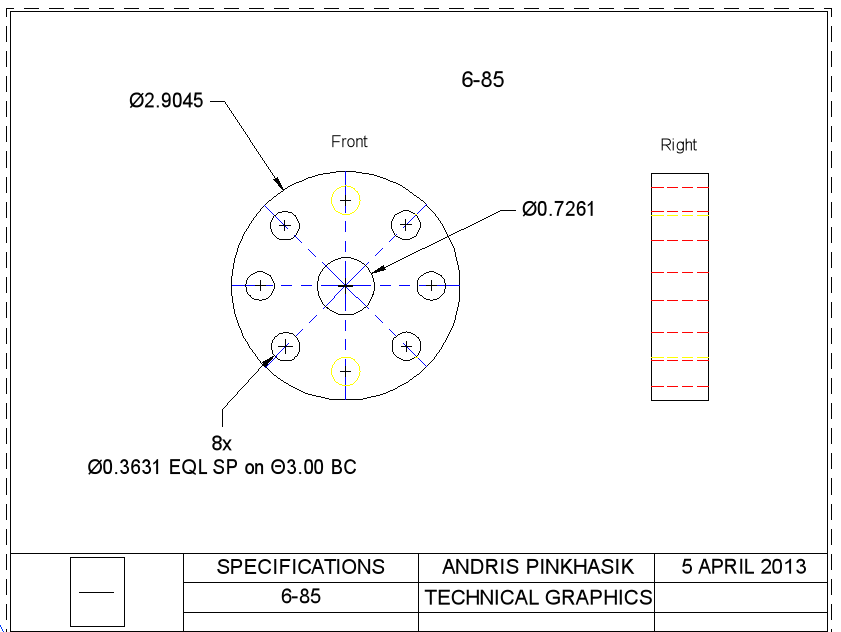 6-85
Ø2.9045
Front
Right
Ø0.7261
8x
Ø0.3631 EQL SP on Θ3.00 BC
SPECIFICATIONS
ANDRIS PINKHASIK
5 APRIL 2013
6-85
TECHNICAL GRAPHICS